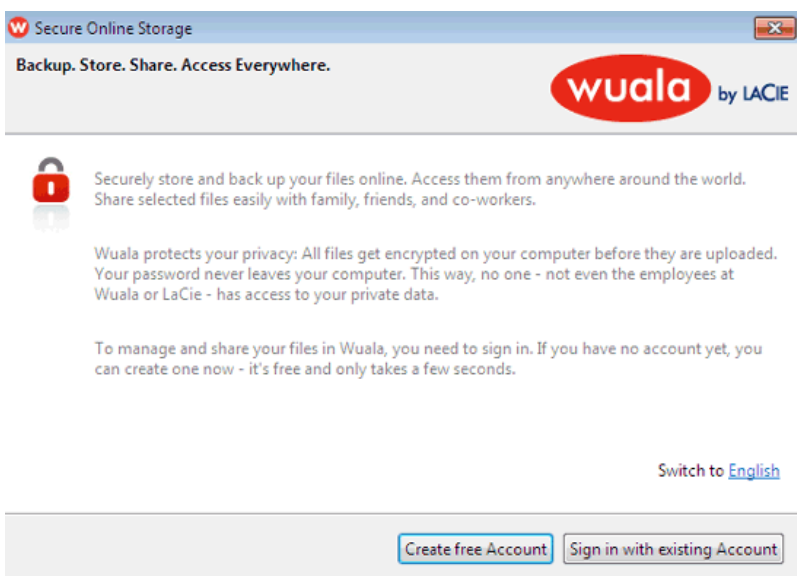 Secure Online Storage
Backup. Store. Share. Access Everywhere.
wuala by LACIE
Securely store and back up your files online. Access them from anywhere around the world.
Share selected files easily with family, friends, and co-workers.
Wuala protects your privacy: All files get encrypted on your computer before they are uploaded.
Your password never leaves your computer. This way, no one - not even the employees at
Wuala or LaCie - has access to your private data.
To manage and share your files in Wuala, you need to sign in. If you have no account yet, you
can create one now - it's free and only takes a few seconds.
Switch to English
Create free Account Sign in with existing Account